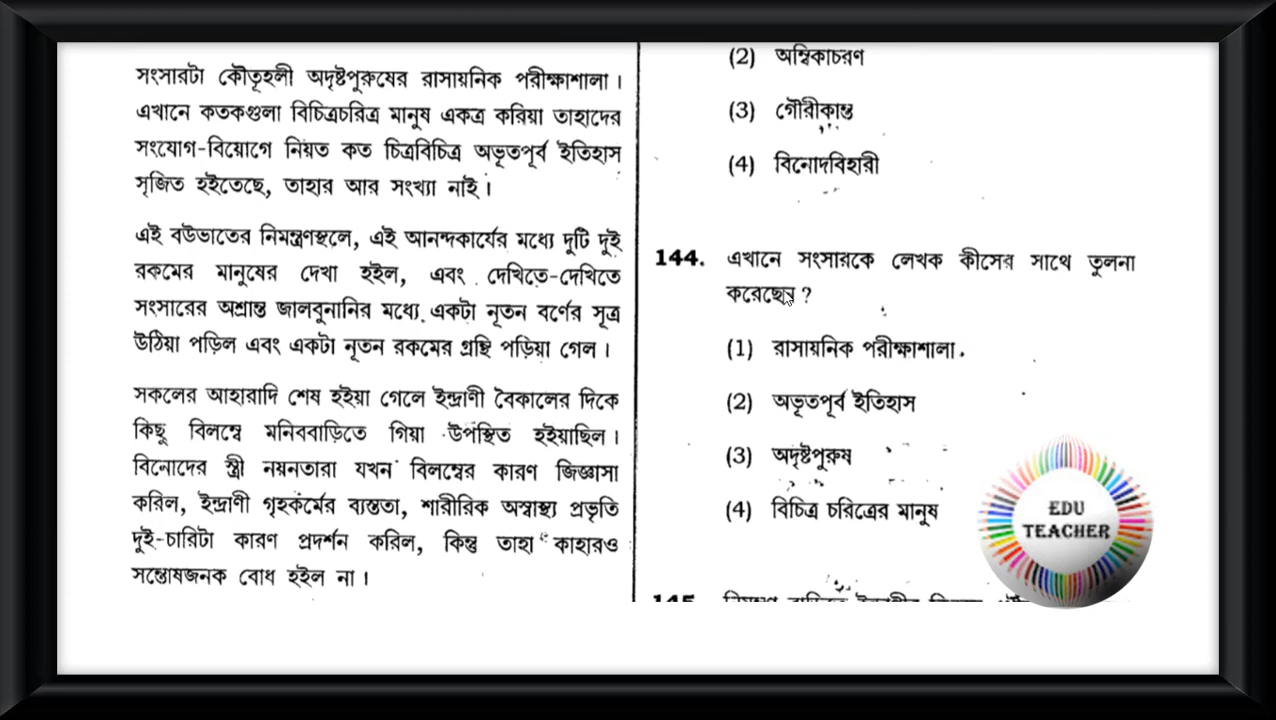 সংসারটা কৌতূহলী অদৃষ্টপুরুষের রাসায়নিক পরীক্ষাশালা।
এখানে কতকগুলা বিচিত্রচরিত্র মানুষ একত্র করিয়া তাহাদের
সংযোগ-বিয়োগে নিয়ত কত চিত্রবিচিত্র অভূতপূর্ব ইতিহাস
সৃজিত হইতেছে, তাহার আর সংখ্যা নাই।
এই বউভাতের নিমন্ত্রণস্থলে, এই আনন্দকার্যের মধ্যে দুটি দুই
রকমের মানুষের দেখা হইল, এবং দেখিতে-দেখিতে
সংসারের অশ্রান্ত জালবুনানির মধ্যে একটা নূতন বর্ণের সূত্র
উঠিয়া পড়িল এবং একটা নূতন রকমের গ্রন্থি পড়িয়া গেল।
সকলের আহারাদি শেষ হইয়া গেলে ইন্দ্রাণী বৈকালের দিকে
কিছু বিলম্বে মনিববাড়িতে গিয়া উপস্থিত হইয়াছিল।
বিনোদের স্ত্রী নয়নতারা যখন বিলম্বের কারণ জিজ্ঞাসা
করিল, ইন্দ্রাণী গৃহকর্মের ব্যস্ততা, শারীরিক অস্বাস্থ্য প্রভৃতি
দুই-চারিটা কারণ প্রদর্শন করিল, কিন্তু তাহা কাহারও
সন্তোষজনক বোধ হইল না।
(2) অম্বিকাচরণ
(3) গৌরীকান্ত
(4) বিনোদবিহারী
144. এখানে সংসারকে লেখক কীসের সাথে তুলনা
করেছেন ?
(1) রাসায়নিক পরীক্ষাশালা.
(2) অভূতপূর্ব ইতিহাস
(3) অদৃষ্টপুরুষ
(4) বিচিত্র চরিত্রের মানুষ
EDU
TEACHER